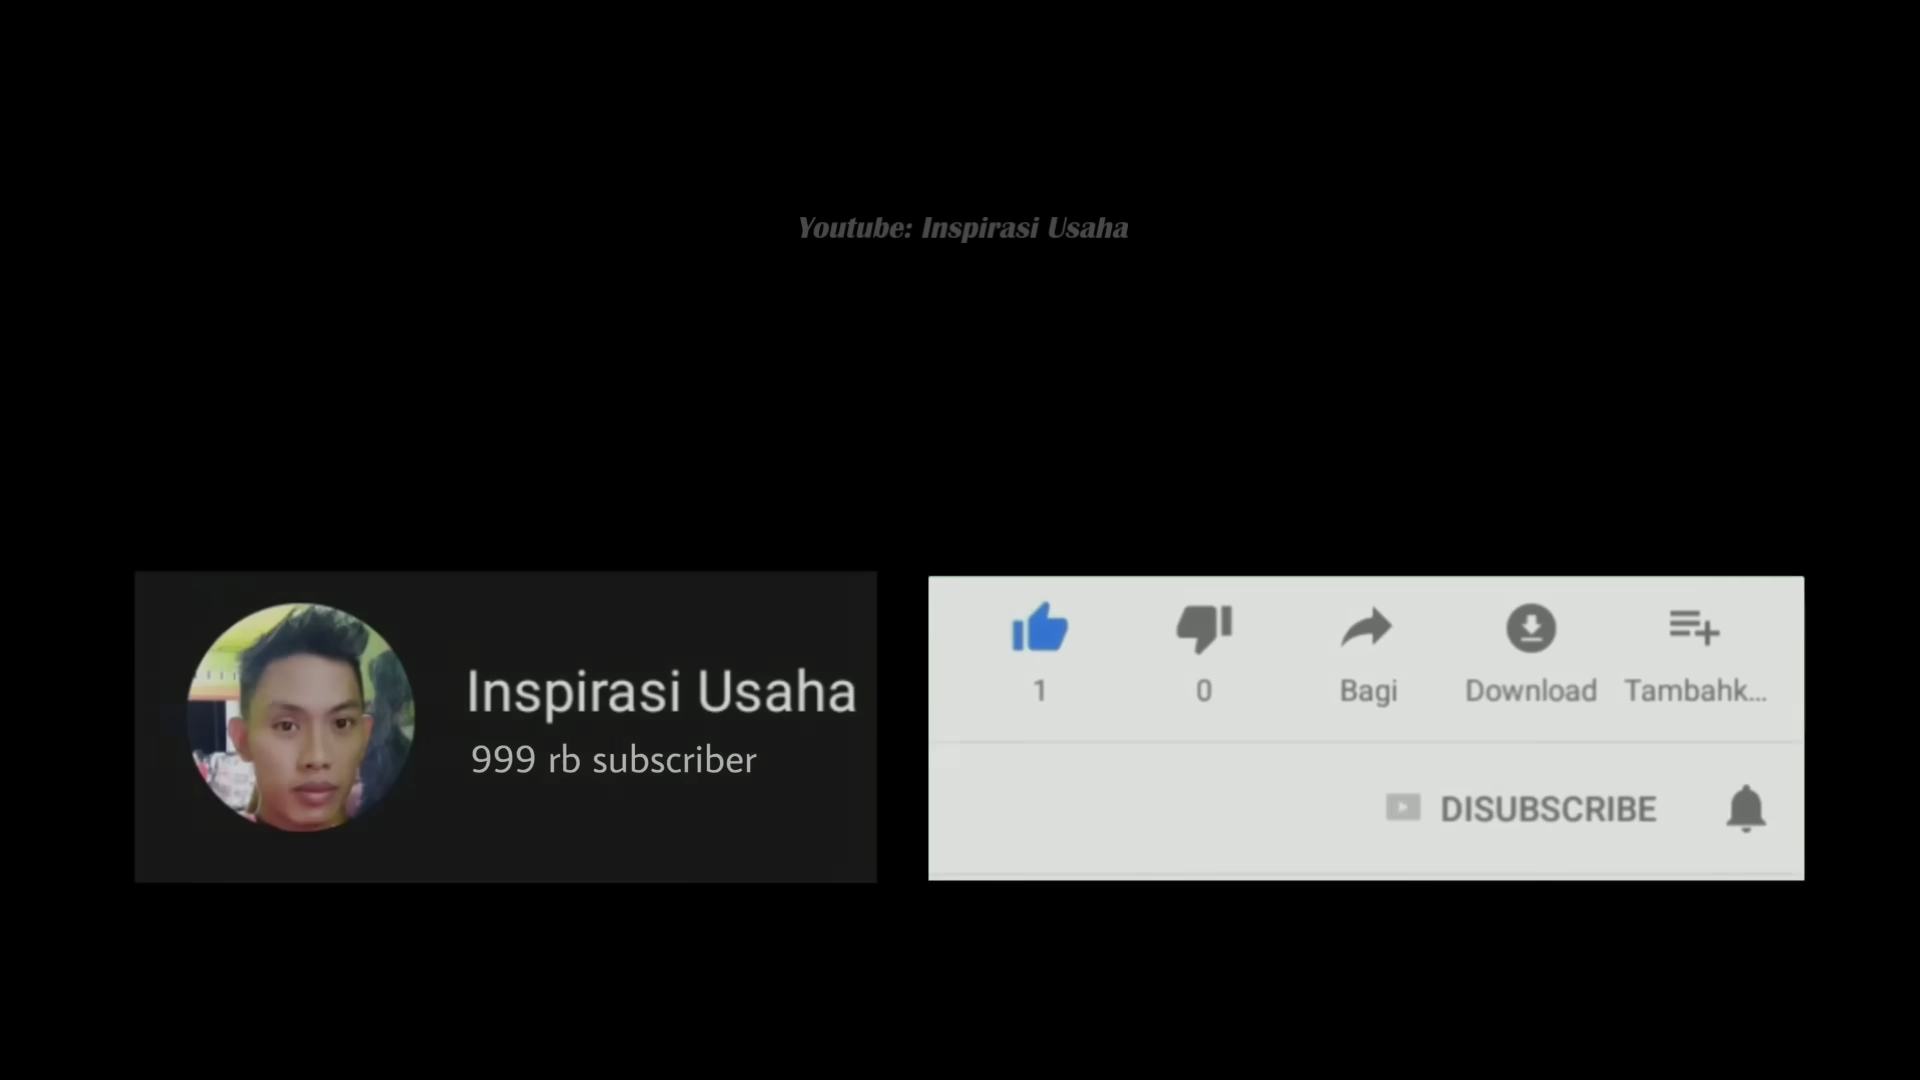 Youtube: Inspirasi Usaha
Inspirasi Usaha
999 rb subscriber
1
0
Bagi
Download
Tambahk...
DISUBSCRIBE